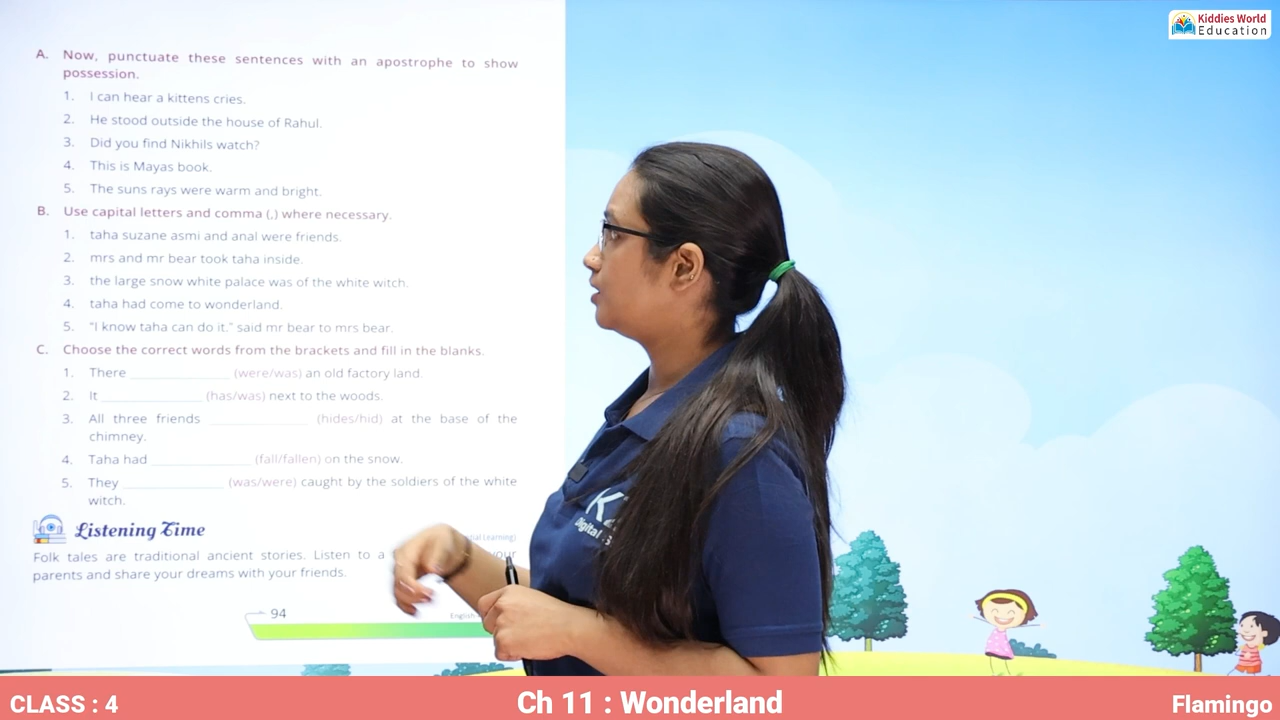 Kiddies World
Education
A. Now, punctuate these sentences with an apostrophe to show
possession.
1. I can hear a kittens cries.
2. He stood outside the house of Rahul.
3. Did you find Nikhils watch?
4. This is Mayas book.
5. The suns rays were warm and bright.
B. Use capital letters and comma (,) where necessary.
1. taha suzane asmi and anal were friends.
2. mrs and mr bear took taha inside.
3. the large snow white palace was of the white witch.
4. taha had come to wonderland.
5. "I know taha can do it." said mr bear to mrs bear.
C. Choose the correct words from the brackets and fill in the blanks.
1. There ____________ (were/was) an old factory land.
2. It ____________ (has/was) next to the woods.
3. All three friends ____________ (hides/hid) at the base of the
chimney.
4. Taha had ____________ (fall/fallen) on the snow.
5. They ____________ (was/were) caught by the soldiers of the white
witch.
Listening Time
Learning)
Folk tales are traditional ancient stories. Listen to a your
parents and share your dreams with your friends.
94
English
Digital
CLASS : 4
Ch 11 : Wonderland
Flamingo